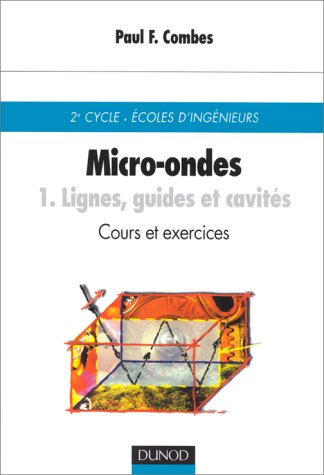 Paul F. Combes
2e CYCLE • ÉCOLES D'INGÉNIEURS
Micro-ondes
1. Lignes, guides et cavités
Cours et exercices
DUNOD